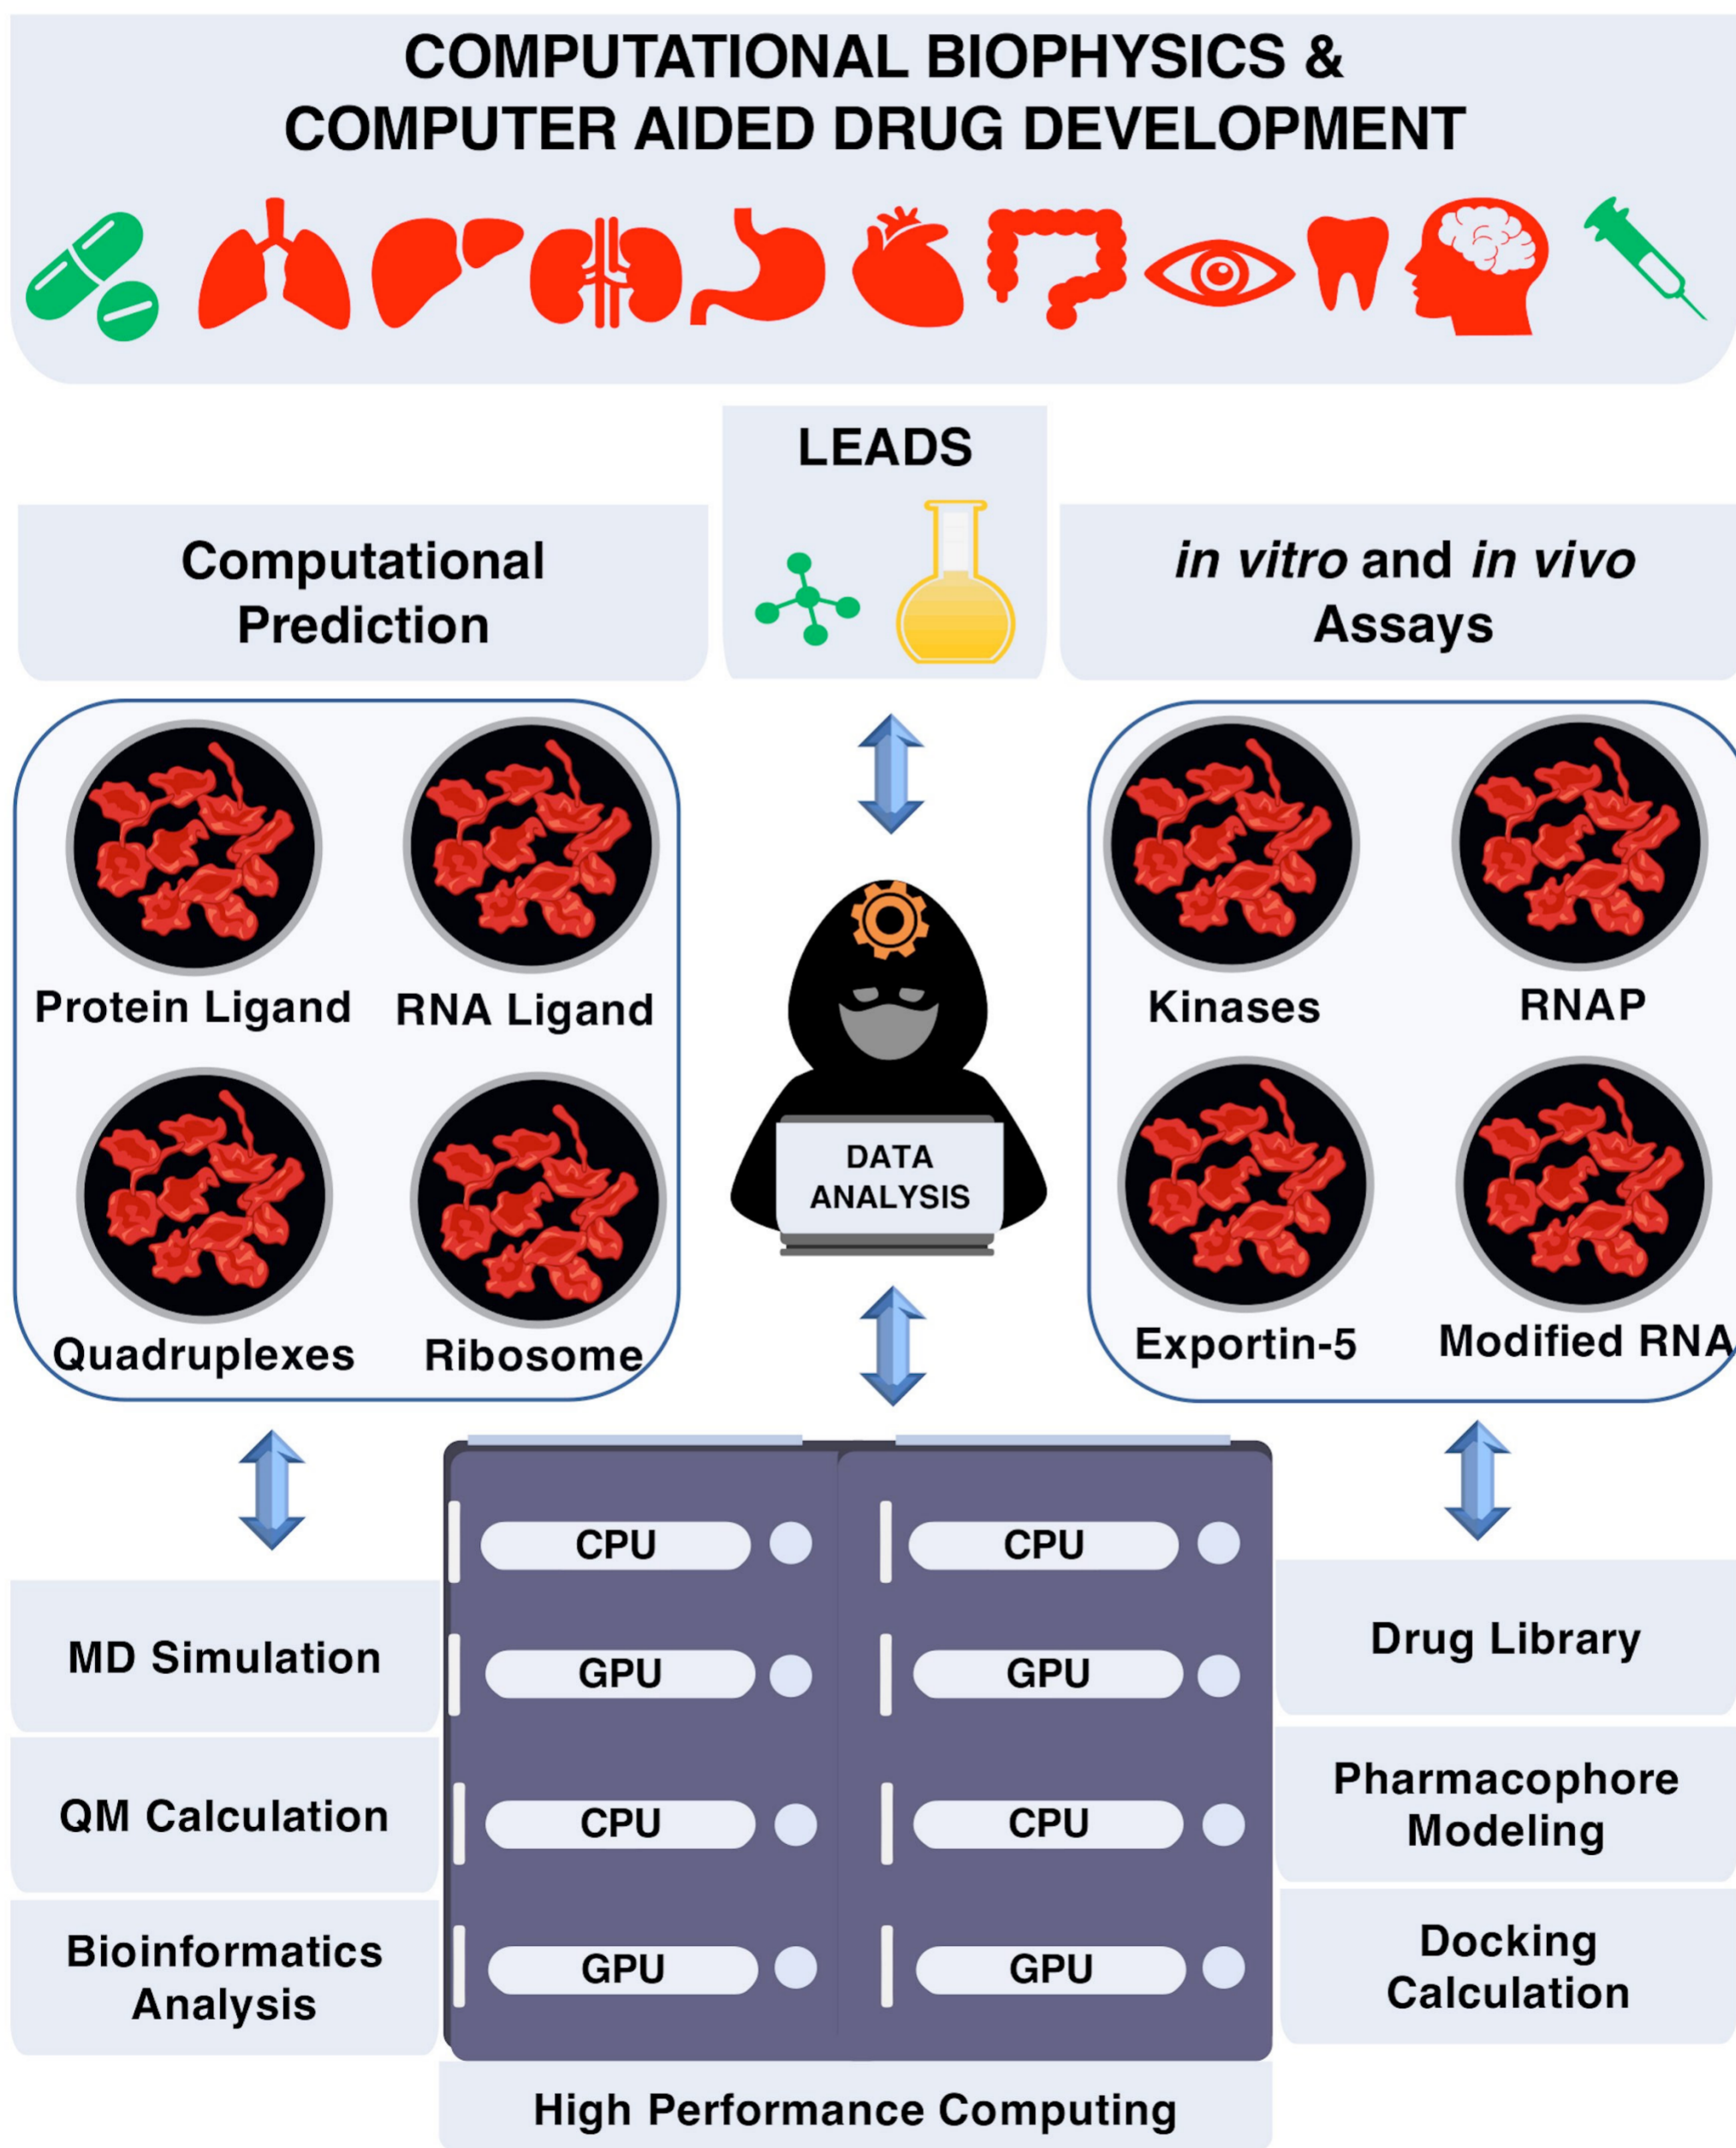 COMPUTATIONAL BIOPHYSICS &
COMPUTER AIDED DRUG DEVELOPMENT
LEADS
Computational
Prediction
in vitro and in vivo
Assays
Protein Ligand
RNA Ligand
Kinases
RNAP
DATA
ANALYSIS
Quadruplexes
Ribosome
Exportin-5
Modified RNA
CPU
CPU
MD Simulation
GPU
GPU
Drug Library
QM Calculation
CPU
CPU
Pharmacophore
Modeling
Bioinformatics
Analysis
GPU
GPU
Docking
Calculation
High Performance Computing